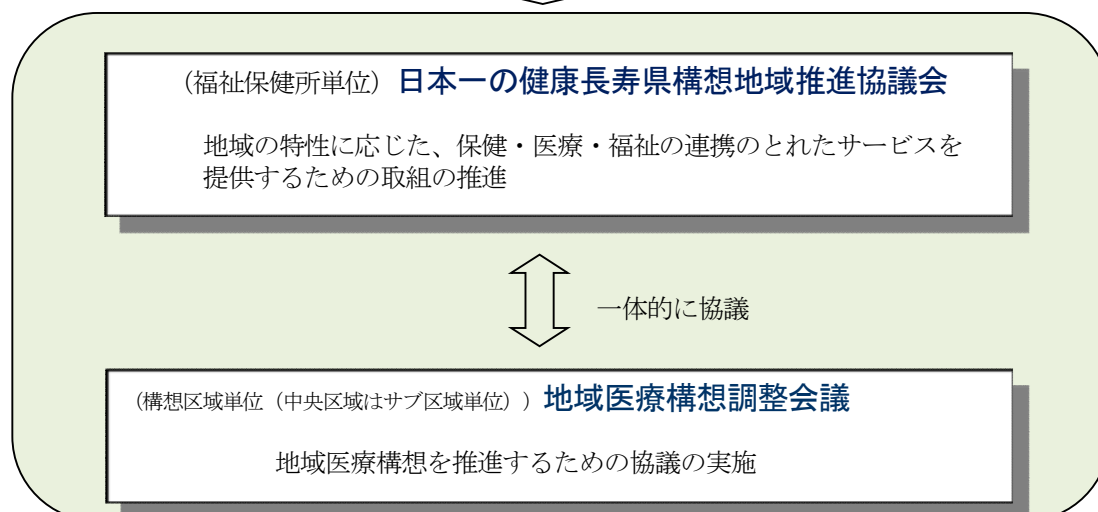 （福祉保健所単位）日本一の健康長寿県構想地域推進協議会
地域の特性に応じた、保健・医療・福祉の連携のとれたサービスを
提供するための取組の推進
一体的に協議
（構想区域単位（中央区域はサブ区域単位））地域医療構想調整会議
地域医療構想を推進するための協議の実施